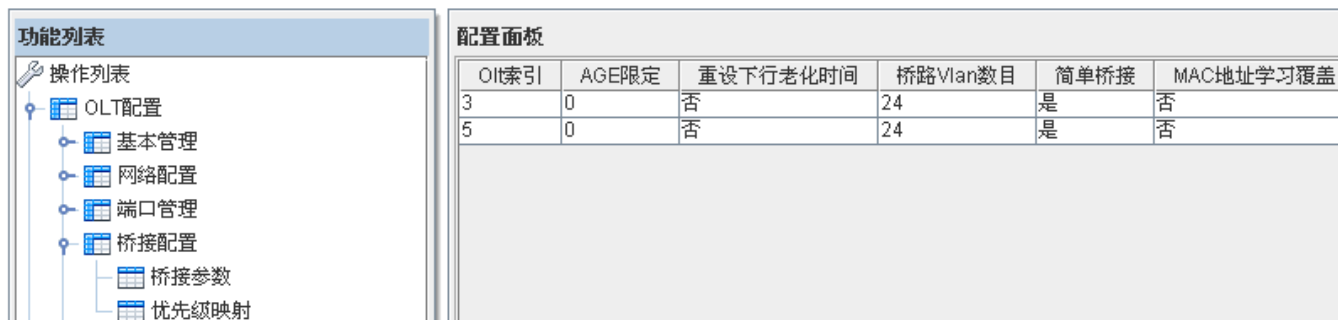 功能列表
操作列表
OLT配置
基本管理
网络配置
端口管理
桥接配置
桥接参数
优先级映射
配置面板
Olt索引 AGE限定 重设下行老化时间 桥路Vlan数目 简单桥接 MAC地址学习覆盖
3 0 否 24 是 否
5 0 否 24 是 否